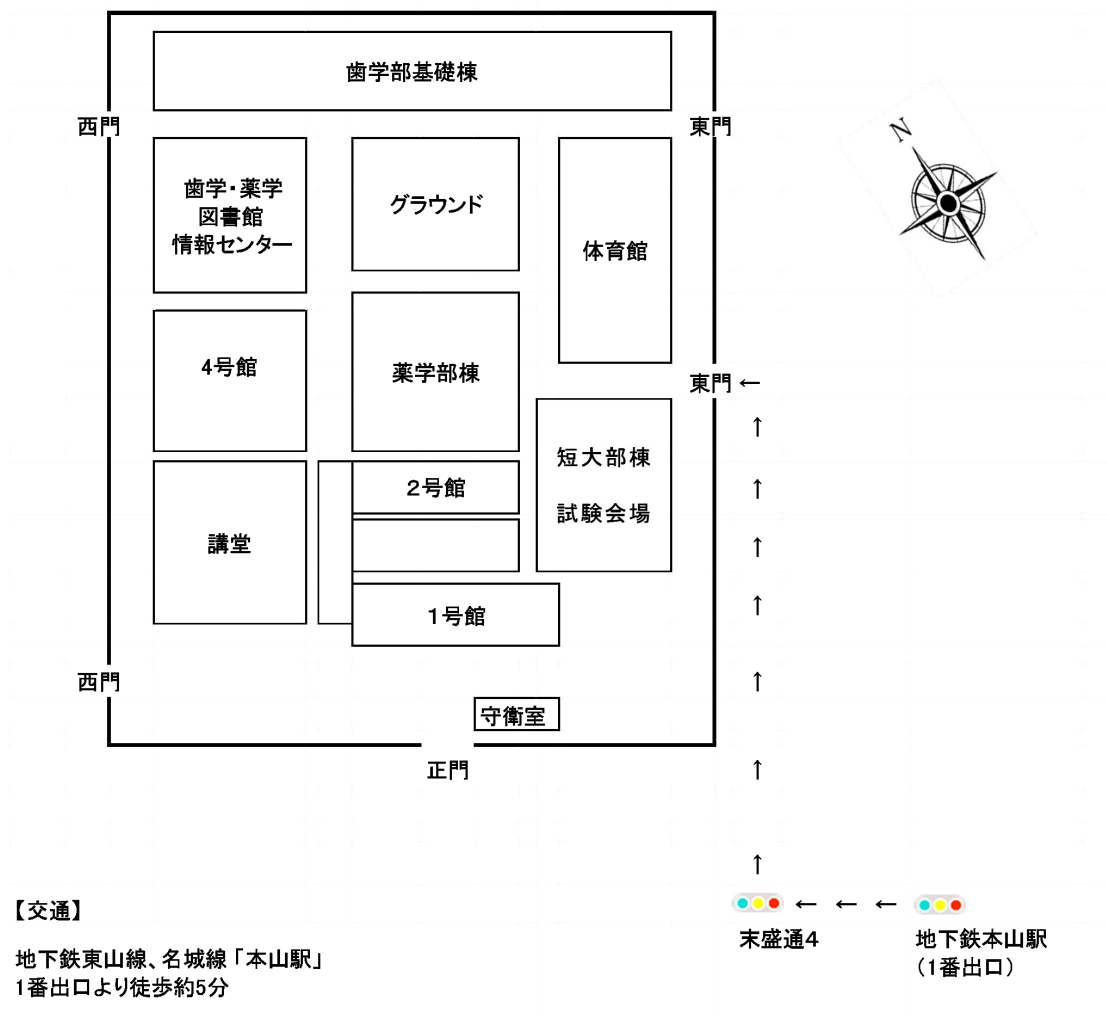 歯学部基礎棟
西門
東門
N
歯学・薬学
図書館
情報センター
グラウンド
体育館
4号館
薬学部棟
東門 ←
短大部棟
試験会場
2号館
講堂
1号館
西門
守衛室
正門
【交通】
地下鉄東山線、名城線「本山駅」
1番出口より徒歩約5分
← ← ←
末盛通4
地下鉄本山駅
（1番出口）